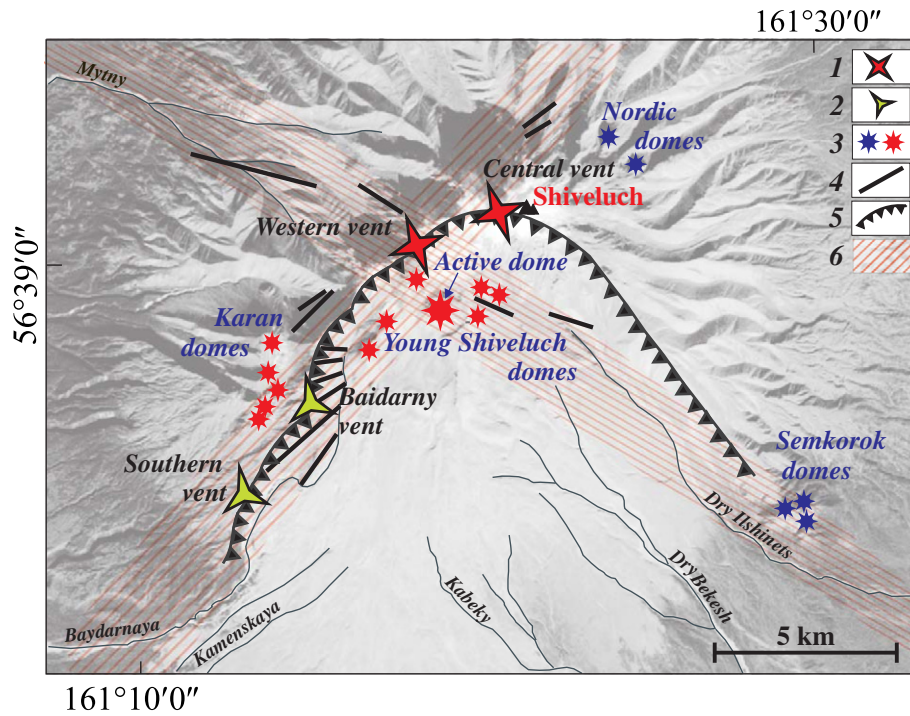 161°30′0″
Mytny
1
2
3
4
5
6
Nordic
domes
Central vent
Shiveluch
Western vent
Active dome
56°39′0″
Karan
domes
Young Shiveluch
domes
Baidarny
vent
Southern
vent
Semkorok
domes
Dry Ilshinets
DryBekesh
Kabeky
Kamenskaya
Baydarnaya
5 km
161°10′0″